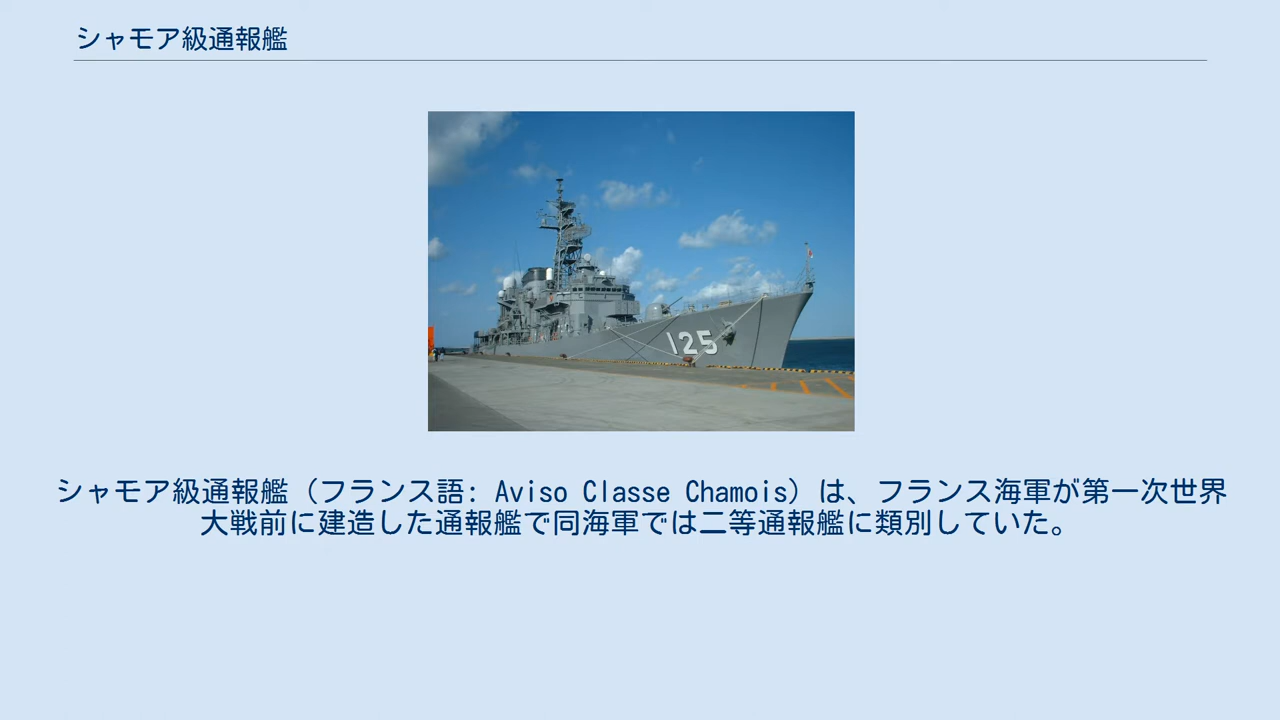 シャモア級通報艦
125
シャモア級通報艦（フランス語: Aviso Classe Chamois）は、フランス海軍が第一次世界
大戦前に建造した通報艦で同海軍では二等通報艦に類別していた。